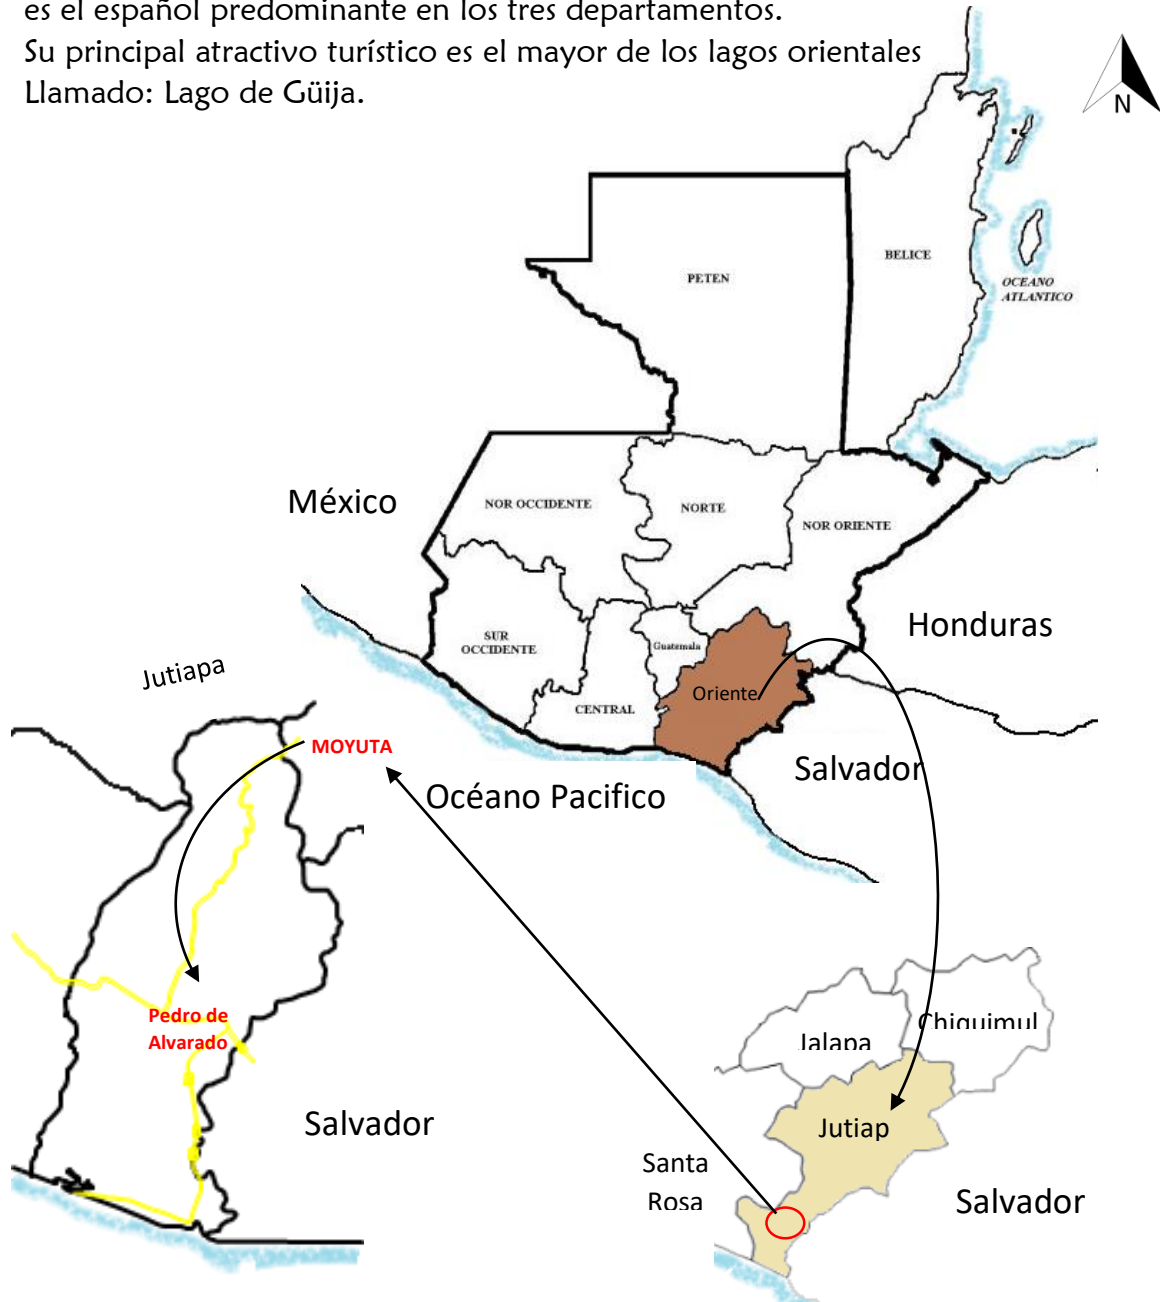 es el español predominante en los tres departamentos.
Su principal atractivo turístico es el mayor de los lagos orientales
Llamado: Lago de Güija.
N
BELICE
PETEN
OCEANO
ATLANTICO
México
NOR OCCIDENTE
NORTE
NOR ORIENTE
Honduras
SUR
OCCIDENTE
Guatemala
Oriente
CENTRAL
Jutiapa
MOYUTA
Salvador
Océano Pacifico
Pedro de
Alvarado
Salvador
Chiquimul
Jalapa
Jutiap
Santa
Rosa
Salvador